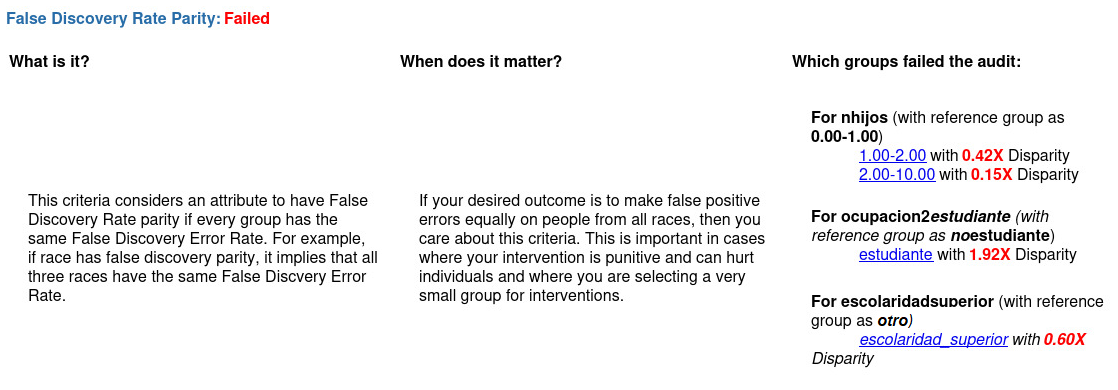 False Discovery Rate Parity: Failed
What is it?
When does it matter?
Which groups failed the audit:
This criteria considers an attribute to have False
Discovery Rate parity if every group has the
same False Discovery Error Rate. For example,
if race has false discovery parity, it implies that all
three races have the same False Discvery Error
Rate.
If your desired outcome is to make false positive
errors equally on people from all races, then you
care about this criteria. This is important in cases
where your intervention is punitive and can hurt
individuals and where you are selecting a very
small group for interventions.
For nhijos (with reference group as
0.00-1.00)
1.00-2.00 with 0.42X Disparity
2.00-10.00 with 0.15X Disparity
For ocupacion2estudiante (with
reference group as noestudiante)
estudiante with 1.92X Disparity
For escolaridadsuperior (with reference
group as otro)
escolaridad_superior with 0.60X
Disparity